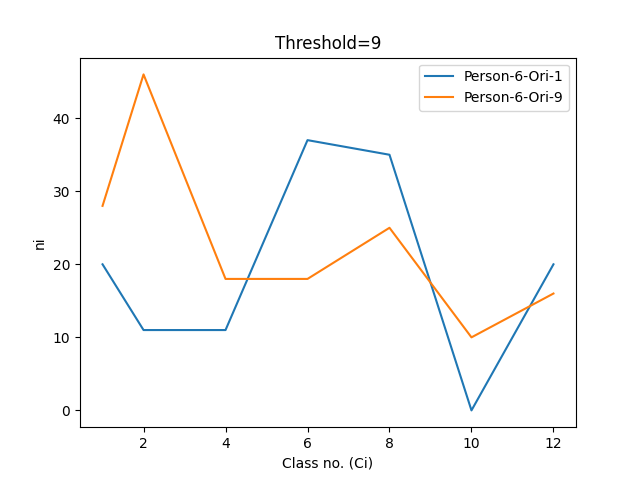 Threshold=9
Person-6-Ori-1
Person-6-Ori-9
40
30
20
10
0
ni
2 4 6 8 10 12
Class no. (Ci)